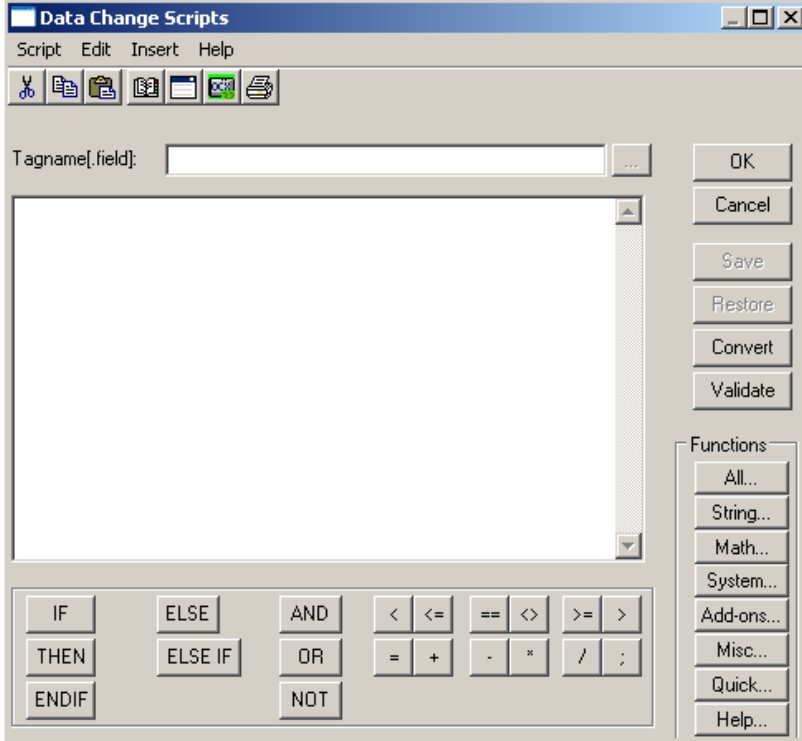 Data Change Scripts
Script Edit Insert Help
Tagname[.field]:
...
OK
Cancel
Save
Restore
Convert
Validate
Functions
All...
String...
Math...
System...
Add-ons...
Misc...
Quick...
Help...
IF ELSE AND < <= == <> >= >
THEN ELSE IF OR = + - * / ;
ENDIF NOT